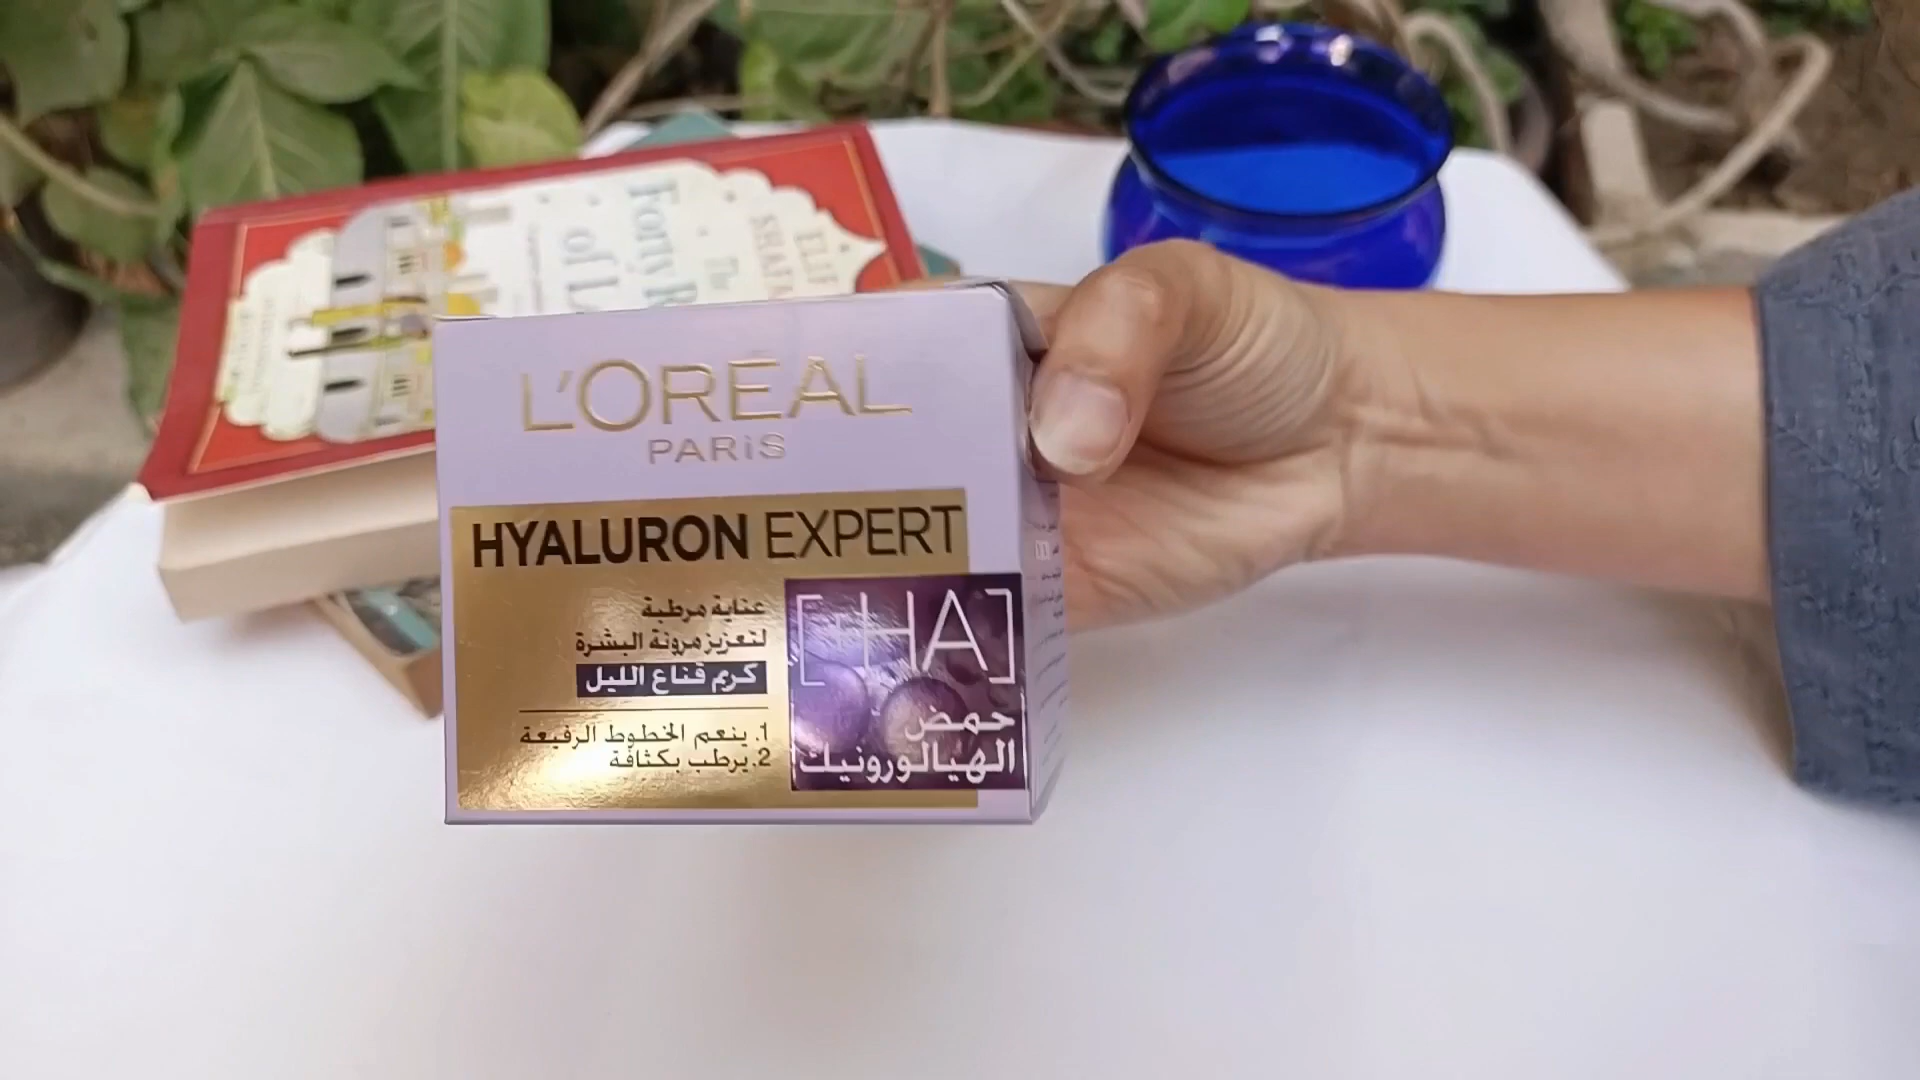 ELIF
The
Forty
of
L'ORÉAL
PARiS
HYALURON EXPERT
عناية مرطبة
لتعزيز مرونة البشرة
كريم قناع الليل
1. ينعم الخطوط الرفيعة
2. يرطب بكثافة
[HA]
حمض
الهيالورونيك